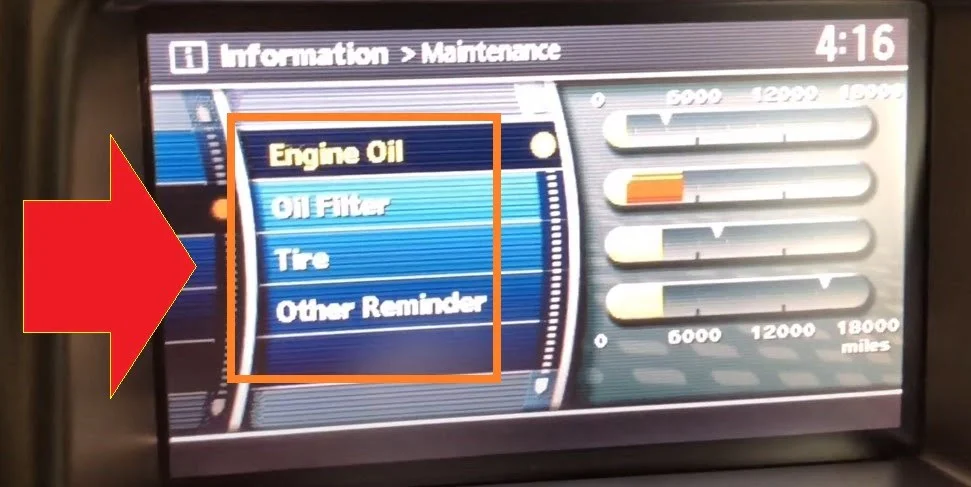 i Information > Maintenance 4:16
0 6000 12000 18000
Engine Oil
Oil Filter
Tire
Other Reminder
0 6000 12000 18000
miles